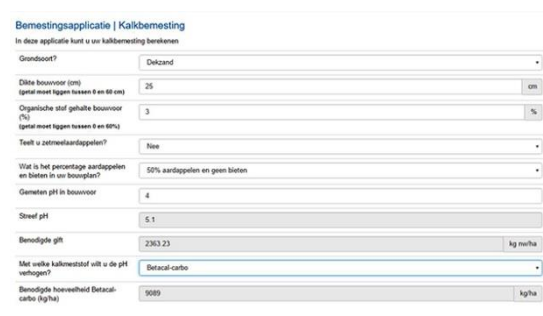 Bemestingsapplicatie | Kalkbemesting
In deze applicatie kunt u uw kalkbemesting berekenen
Grondsoort?
Dekzand
Dikte bouwvoor (cm)
(getal moet liggen tussen 0 en 60 cm)
25
cm
Organische stof gehalte bouwvoor
(%)
(getal moet liggen tussen 0 en 60%)
3
%
Teelt u zetmeelaardappelen?
Nee
Wat is het percentage aardappelen
en bieten in uw bouwplan?
50% aardappelen en geen bieten
Gemeten pH in bouwvoor
4
Streef pH
5.1
Benodigde gift
2363.23
kg nw/ha
Met welke kalkmeststof wilt u de pH
verhogen?
Betacal-carbo
Benodigde hoeveelheid Betacal-
carbo (kg/ha)
9089
kg/ha